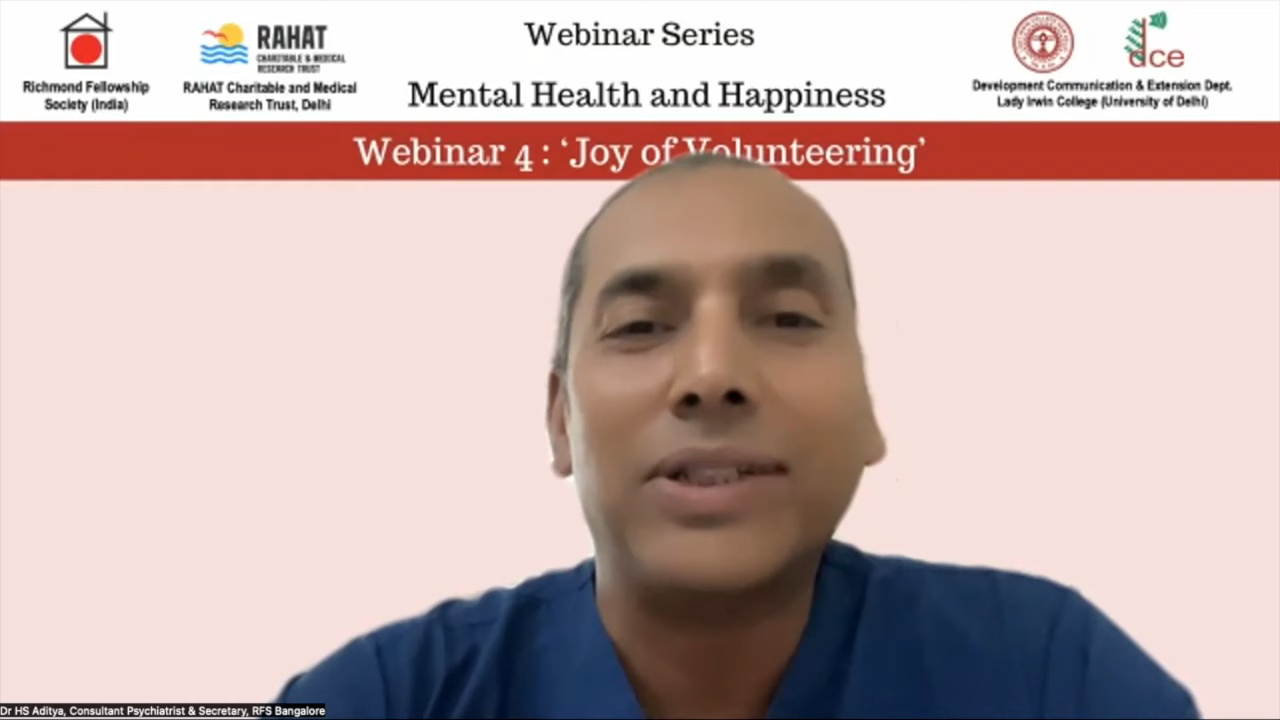 Webinar Series
Mental Health and Happiness
RAHAT
CHARITABLE & MEDICAL
RESEARCH TRUST
dce
Richmond Fellowship
Society (India)
RAHAT Charitable and Medical
Research Trust, Delhi
Development Communication & Extension Dept.
Lady Irwin College (University of Delhi)
Webinar 4 : ‘Joy of Volunteering’
Dr HS Aditya, Consultant Psychiatrist & Secretary, RFS Bangalore